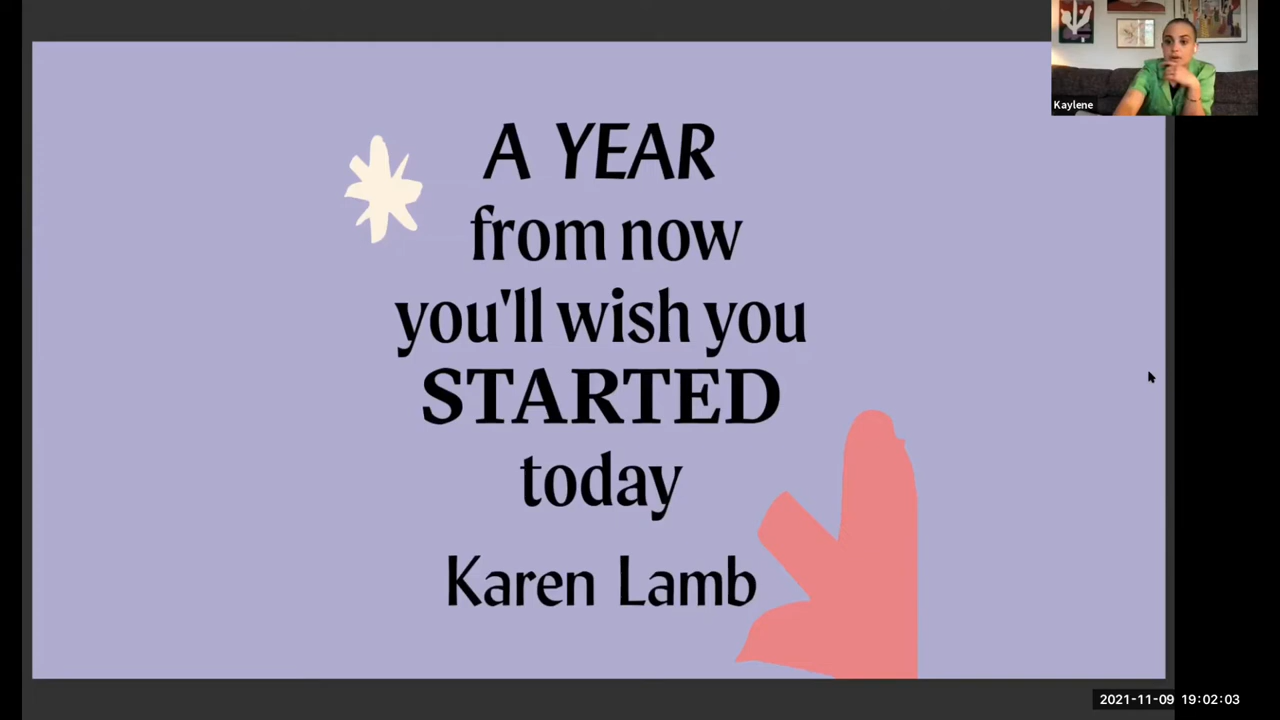 A YEAR
from now
you'll wish you
STARTED
today
Karen Lamb
Kaylene
2021-11-09 19:02:03